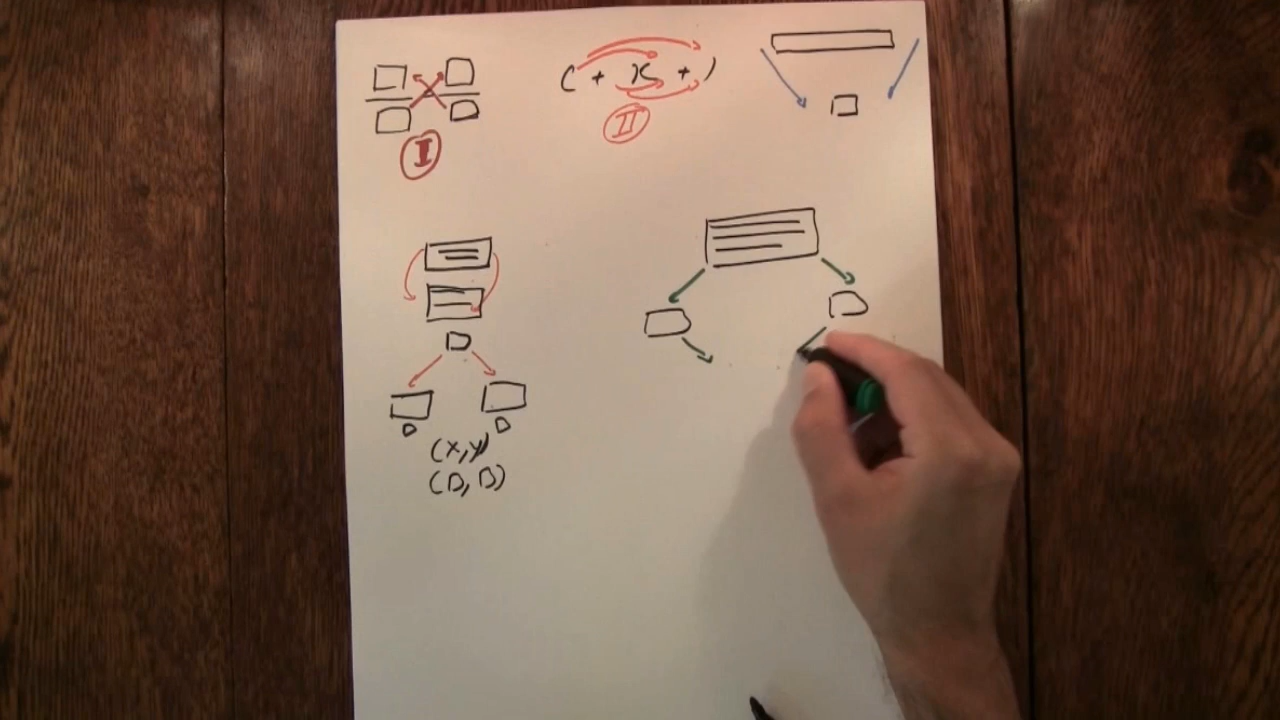 ( + x + )
I
II
(x,y)
(D, B)